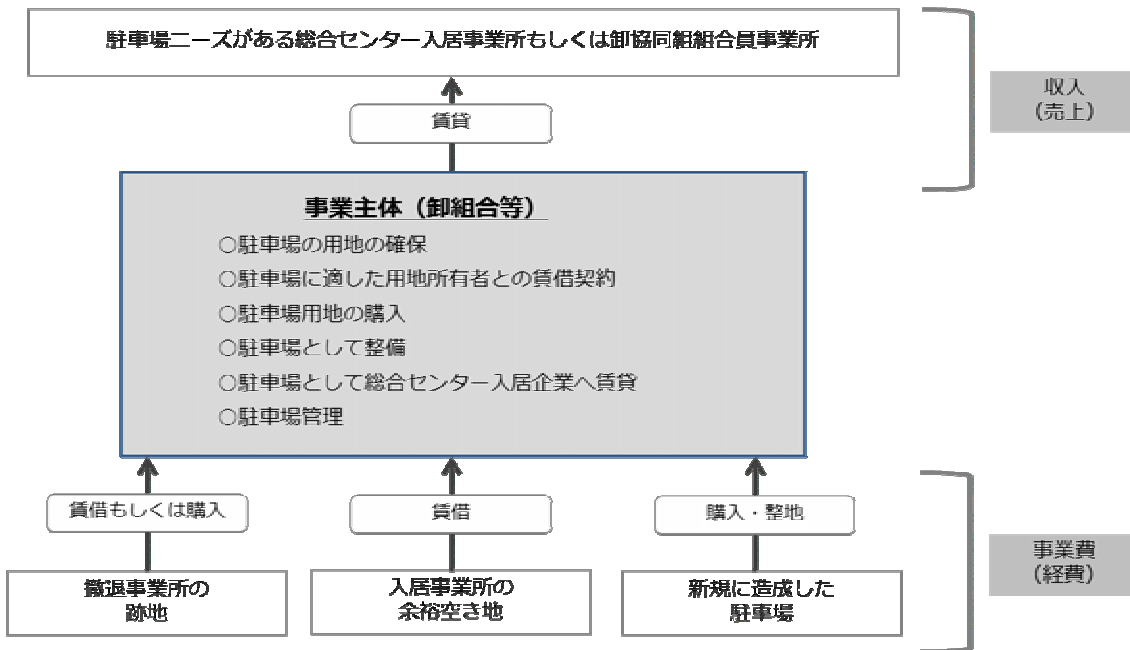 駐車場ニーズがある総合センター入居事業所もしくは卸協同組組合員事業所
収入
（売上）
賃貸
事業主体（卸組合等）
○駐車場の用地の確保
○駐車場に適した用地所有者との賃借契約
○駐車場用地の購入
○駐車場として整備
○駐車場として総合センター入居企業へ賃貸
○駐車場管理
賃借もしくは購入
賃借
購入・整地
事業費
（経費）
撤退事業所の
跡地
入居事業所の
余裕空き地
新規に造成した
駐車場